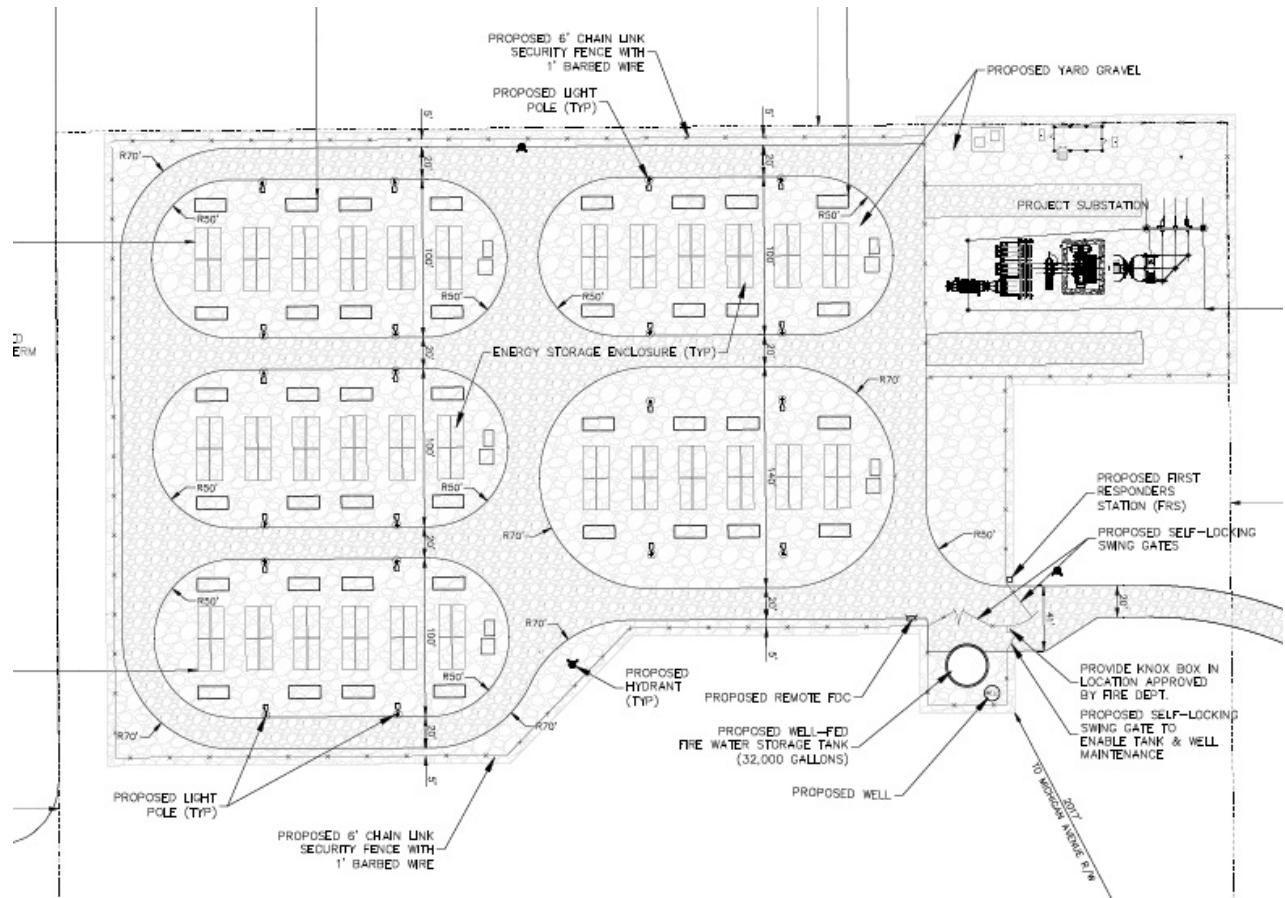 PROPOSED 6' CHAIN LINK
SECURITY FENCE WITH
1' BARBED WIRE
PROPOSED LIGHT
POLE (TYP)
PROPOSED YARD GRAVEL
5'
5'
R70'
20'
20'
R50'
R50'
PROJECT SUBSTATION
100'
100'
R50'
R50'
ERM
20'
ENERGY STORAGE ENCLOSURE (TYP)
20'
R70'
100'
140'
R50'
R50'
PROPOSED FIRST
RESPONDERS
STATION (FRS)
PROPOSED SELF-LOCKING
SWING GATES
R70'
R50'
20'
R50'
20'
20'
41'
R70'
100'
5'
R50'
PROPOSED
HYDRANT
(TYP)
PROPOSED REMOTE FDC
PROVIDE KNOX BOX IN
LOCATION APPROVED
BY FIRE DEPT.
R70'
R70'
20'
PROPOSED WELL-FED
FIRE WATER STORAGE TANK
(32,000 GALLONS)
PROPOSED SELF-LOCKING
SWING GATE TO
ENABLE TANK & WELL
MAINTENANCE
5'
PROPOSED LIGHT
POLE (TYP)
PROPOSED WELL
2017'
TO MICHIGAN AVENUE R/W
PROPOSED 6' CHAIN LINK
SECURITY FENCE WITH
1' BARBED WIRE